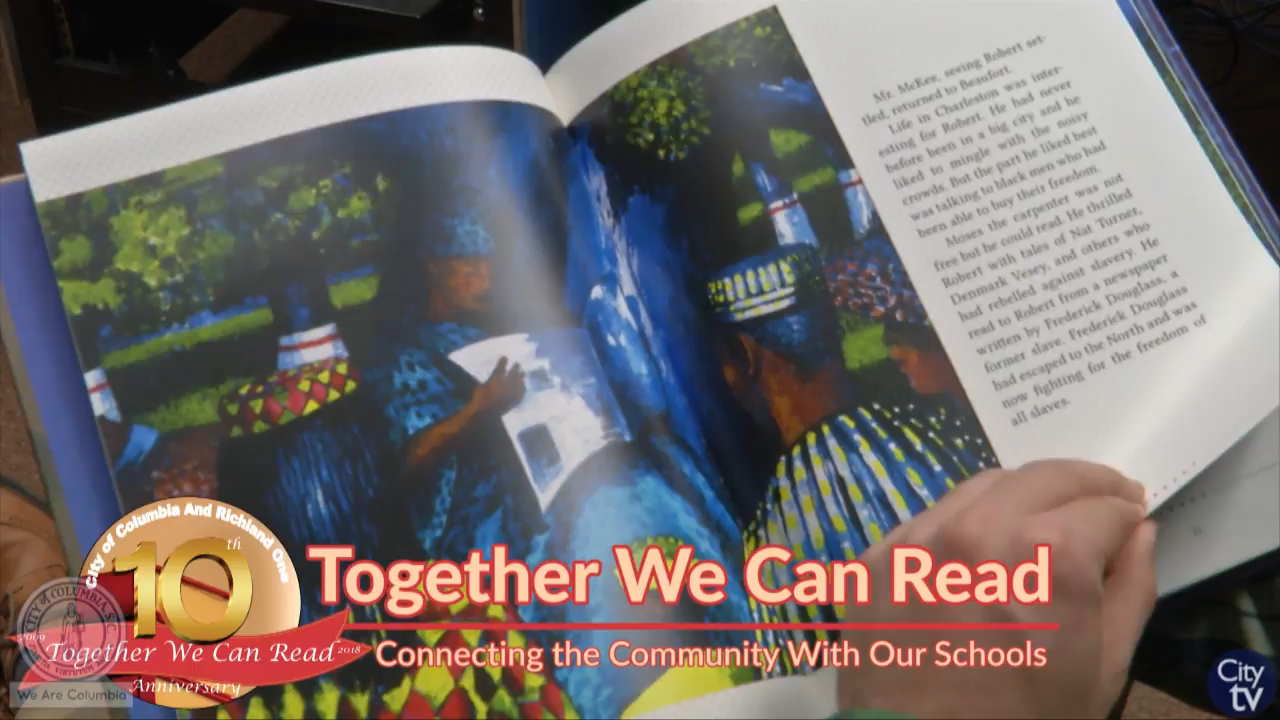 Mr. McKee, seeing Robert set-
tled, returned to Beaufort.
Life in Charleston was inter-
esting for Robert. He had never
before been in a big city and he
liked to mingle with the noisy
crowds. But the part he liked best
was talking to black men who had
been able to buy their freedom.
Moses the carpenter was not
free but he could read. He thrilled
Robert with tales of Nat Turner,
Denmark Vesey, and others who
had rebelled against slavery. He
read to Robert from a newspaper
written by Frederick Douglass, a
former slave. Frederick Douglass
had escaped to the North and was
now fighting for the freedom of
all slaves.
City of Columbia And Richland One
10th
2009 Together We Can Read 2018
Anniversary
We Are Columbia
Together We Can Read
Connecting the Community With Our Schools
City
tv